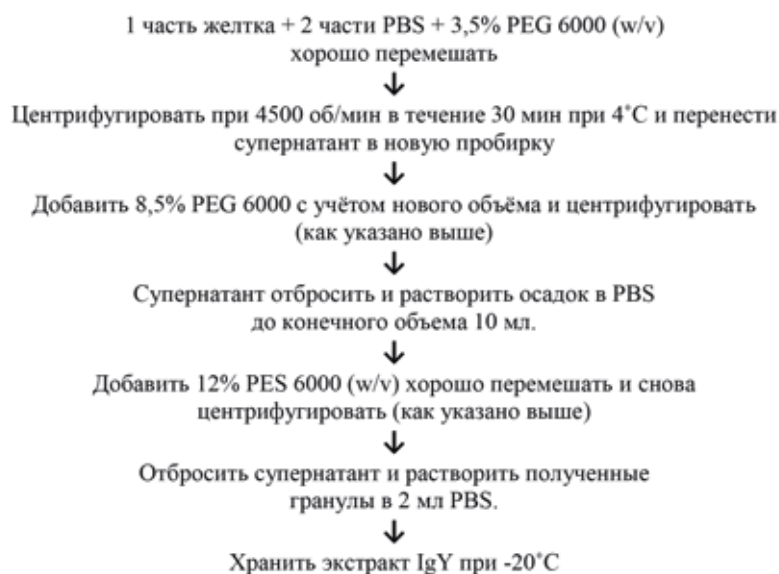 1 часть желтка + 2 части PBS + 3,5% PEG 6000 (w/v)
хорошо перемешать
Центрифугировать при 4500 об/мин в течение 30 мин при 4˚C и перенести
супернатант в новую пробирку
Добавить 8,5% PEG 6000 с учётом нового объёма и центрифугировать
(как указано выше)
Супернатант отбросить и растворить осадок в PBS
до конечного объема 10 мл.
Добавить 12% PES 6000 (w/v) хорошо перемешать и снова
центрифугировать (как указано выше)
Отбросить супернатант и растворить полученные
гранулы в 2 мл PBS.
Хранить экстракт IgY при -20˚C